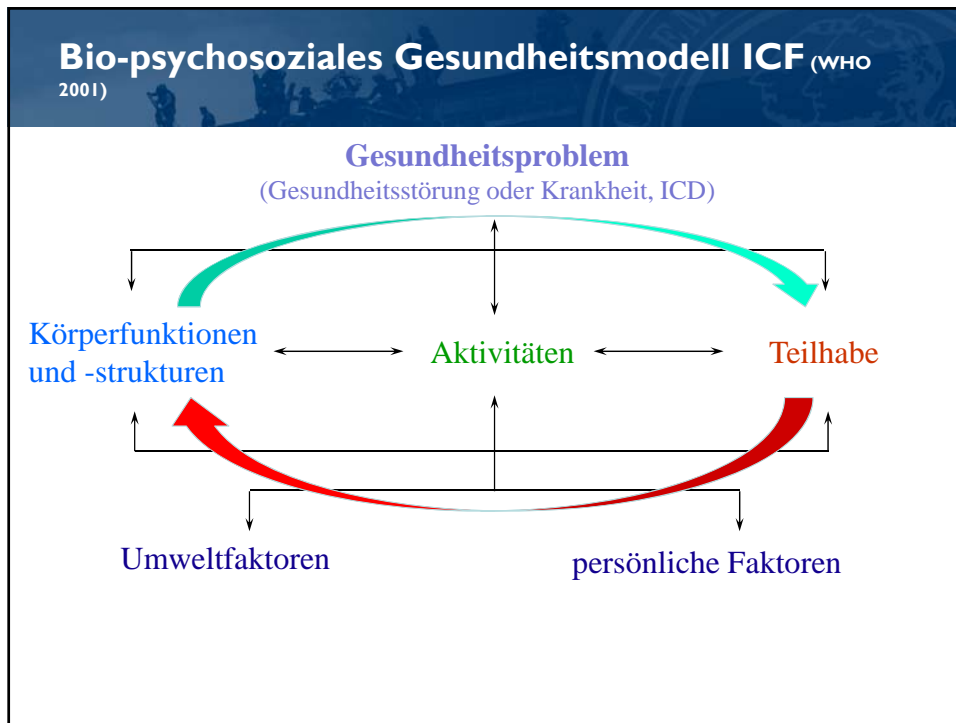 Bio-psychosoziales Gesundheitsmodell ICF (WHO
2001)
Gesundheitsproblem
(Gesundheitsstörung oder Krankheit, ICD)
Körperfunktionen
und -strukturen
Aktivitäten
Teilhabe
Umweltfaktoren
persönliche Faktoren